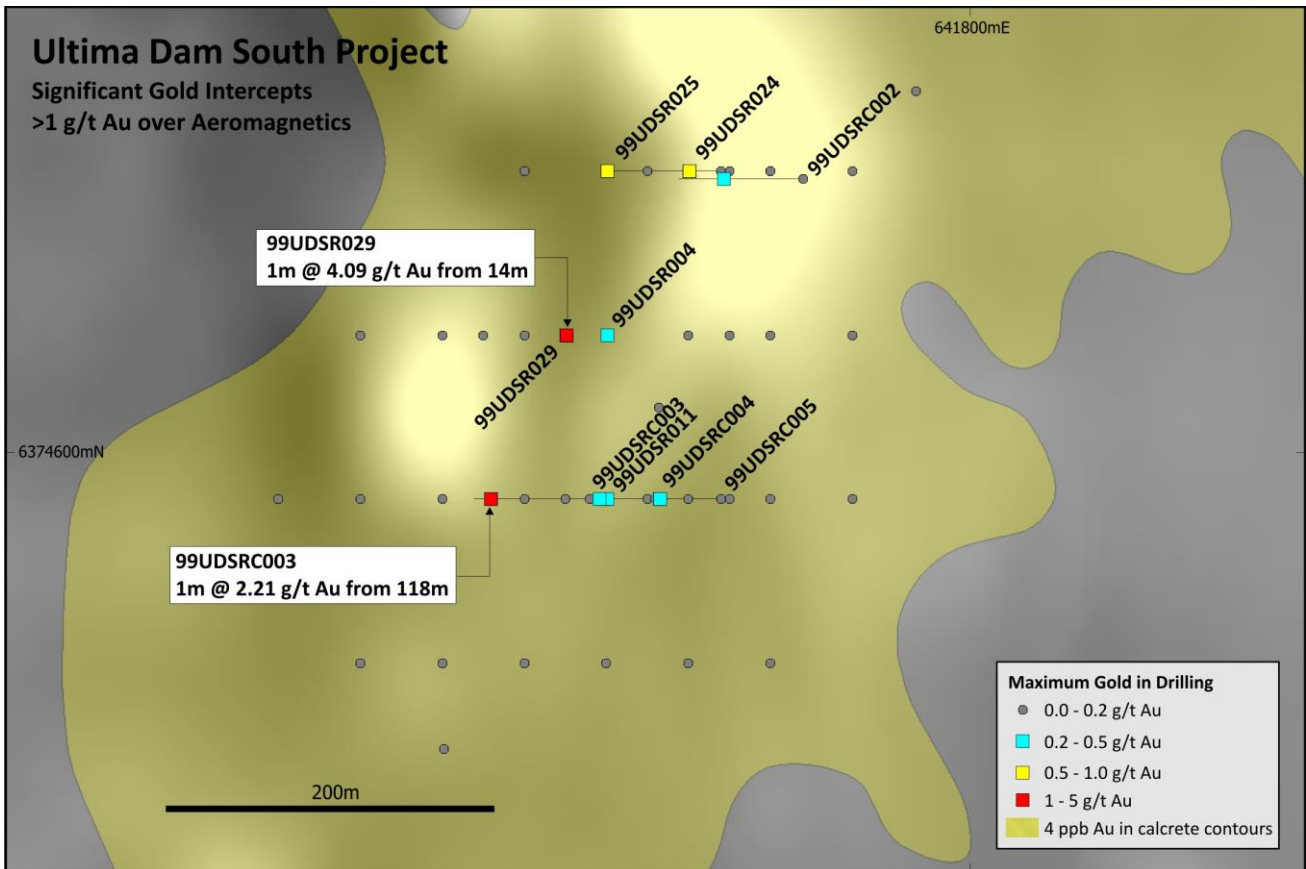 Ultima Dam South Project
Significant Gold Intercepts
>1 g/t Au over Aeromagnetics
641800mE
99UDSR025
99UDSR024
99UDSRC002
99UDSR029
1m @ 4.09 g/t Au from 14m
99UDSR004
99UDSR029
6374600mN
99UDSRC003
99UDSR011
99UDSRC004
99UDSRC005
99UDSRC003
1m @ 2.21 g/t Au from 118m
200m
Maximum Gold in Drilling
0.0 - 0.2 g/t Au
0.2 - 0.5 g/t Au
0.5 - 1.0 g/t Au
1 - 5 g/t Au
4 ppb Au in calcrete contours